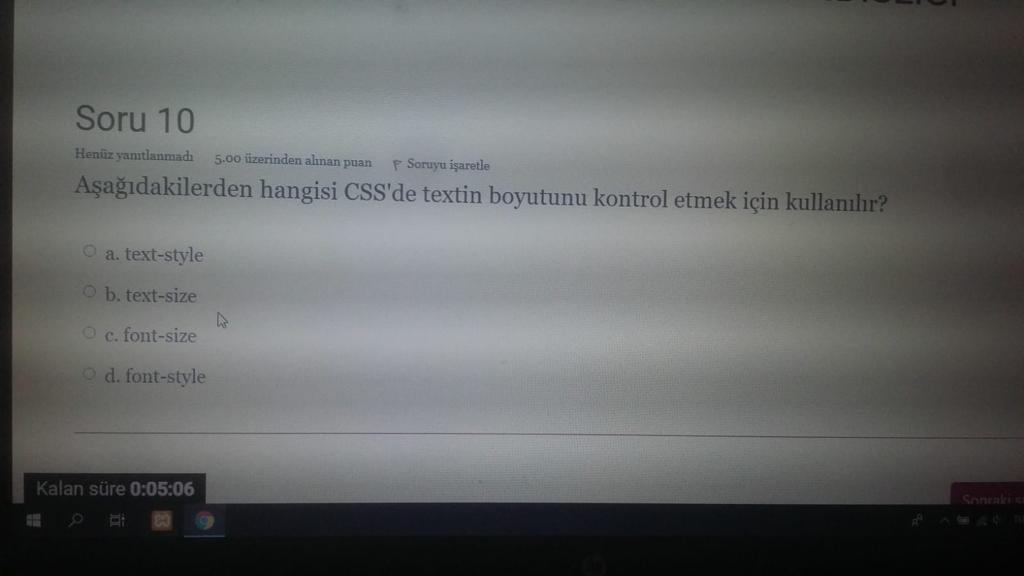 Soru 10
Henüz yanıtlanmadı 5.00 üzerinden alınan puan Soruyu işaretle
Aşağıdakilerden hangisi CSS'de textin boyutunu kontrol etmek için kullanılır?
a. text-style
b. text-size
c. font-size
d. font-style
Kalan süre 0:05:06
Sonraki